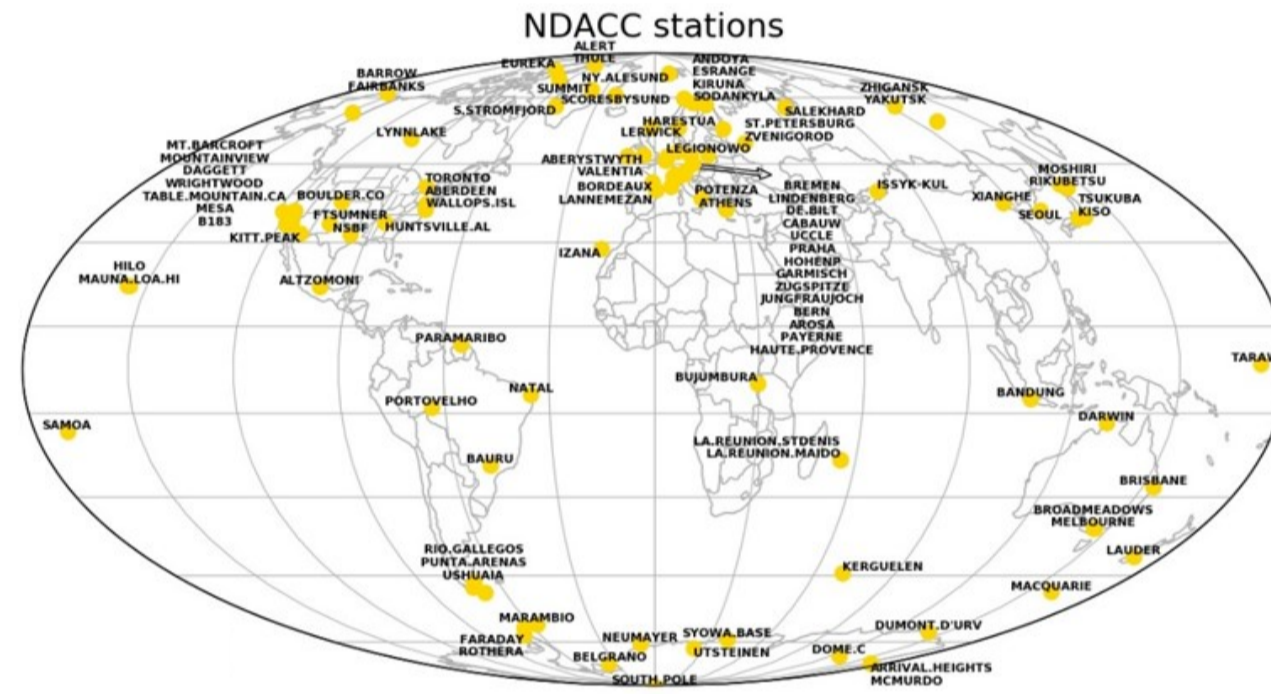 NDACC stations
ALERT
THULE
EUREKA
NY.ALESUND
SUMMIT
SCORESBYSUND
S.STROMFJORD
ANDOYA
ESRANGE
KIRUNA
SODANKYLA
BARROW
FAIRBANKS
LYNNLAKE
ZHIGANSK
YAKUTSK
SALEKHARD
HARESTUA
ST.PETERSBURG
LERWICK
ZVENIGOROD
LEGIONOWO
ABERYSTWYTH
VALENTIA
BORDEAUX
LANNEMEZAN
POTENZA
ATHENS
MT.BARCROFT
MOUNTAINVIEW
DAGGETT
WRIGHTWOOD
TABLE.MOUNTAIN.CA
MESA
B183
BOULDER.CO
FTSUMNER
NSBF
KITT.PEAK
TORONTO
ABERDEEN
WALLOPS.ISL
HUNTSVILLE.AL
BREMEN
LINDENBERG
DE.BILT
CABAUW
UCCLE
PRAHA
HOHENP
GARMISCH
ZUGSPITZE
JUNGFRAUJOCH
BERN
AROSA
PAYERNE
HAUTE.PROVENCE
ISSYK-KUL
MOSHIRI
RIKUBETSU
XIANGHE
TSUKUBA
SEOUL
KISO
IZANA
HILO
MAUNA.LOA.HI
ALTZOMONI
PARAMARIBO
BUJUMBURA
NATAL
PORTOVELHO
BANDUNG
DARWIN
SAMOA
LA.REUNION.STDENIS
LA.REUNION.MAIDO
BAURU
BRISBANE
BROADMEADOWS
MELBOURNE
LAUDER
RIO.GALLEGOS
PUNTA.ARENAS
USHUAIA
KERGUELEN
MACQUARIE
MARAMBIO
FARADAY
ROTHERA
NEUMAYER
SYOWA.BASE
UTSTEINEN
DUMONT.D'URV
BELGRANO
DOME.C
ARRIVAL.HEIGHTS
MCMURDO
SOUTH.POLE